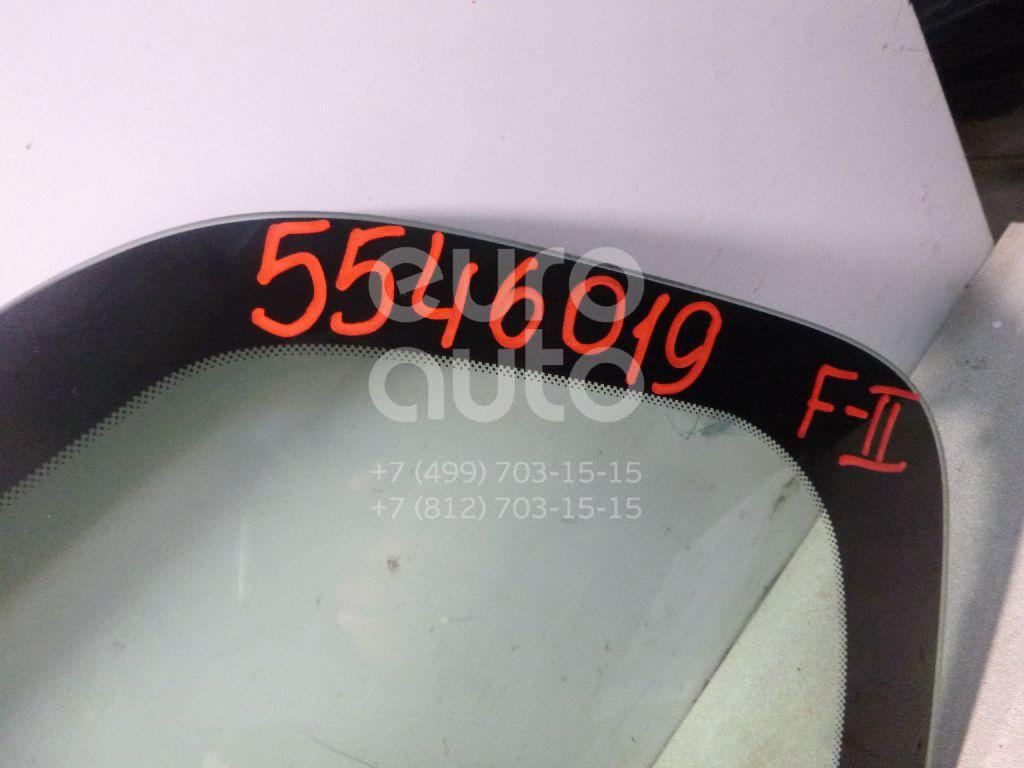 5546019
F-II
euro
auto
+7 (499) 703-15-15
+7 (812) 703-15-15